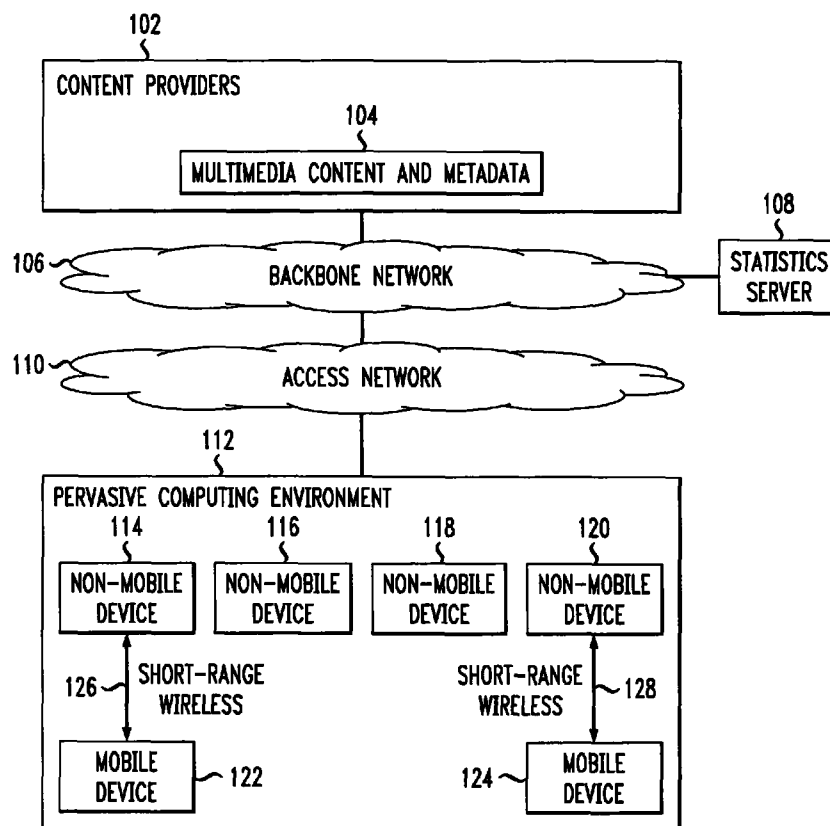 102
CONTENT PROVIDERS
104
MULTIMEDIA CONTENT AND METADATA
108
106
BACKBONE NETWORK
STATISTICS
SERVER
110
ACCESS NETWORK
112
PERVASIVE COMPUTING ENVIRONMENT
114
116
118
120
NON-MOBILE
DEVICE
NON-MOBILE
DEVICE
NON-MOBILE
DEVICE
NON-MOBILE
DEVICE
126
SHORT-RANGE
WIRELESS
SHORT-RANGE
WIRELESS
128
MOBILE
DEVICE
122
124
MOBILE
DEVICE